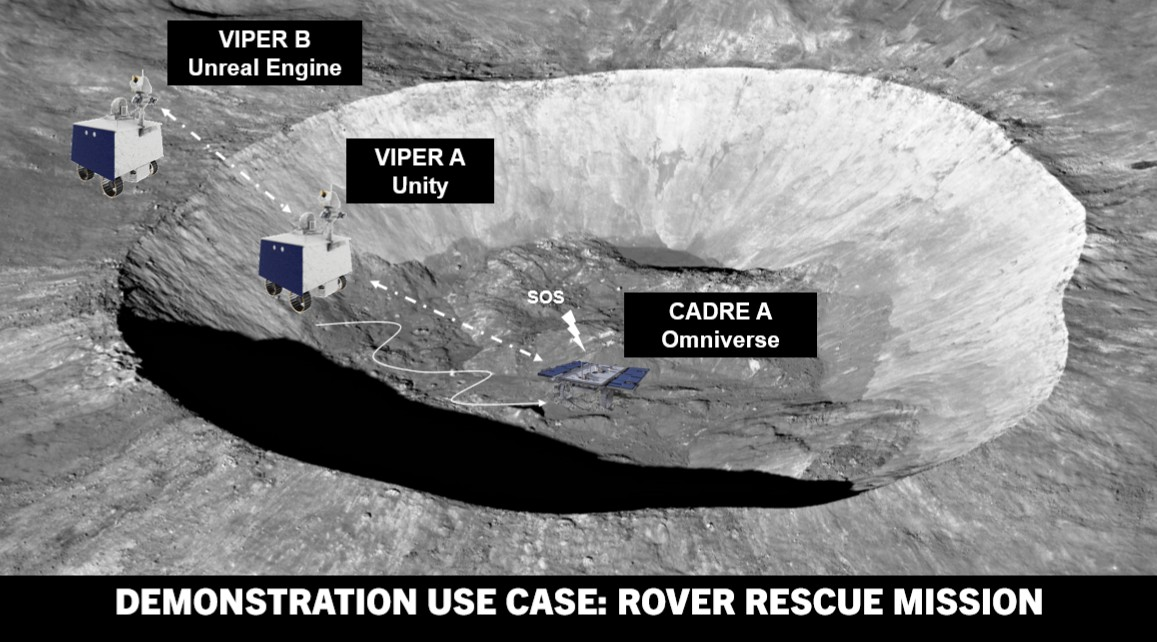 VIPER B
Unreal Engine
VIPER A
Unity
SOS
CADRE A
Omniverse
DEMONSTRATION USE CASE: ROVER RESCUE MISSION